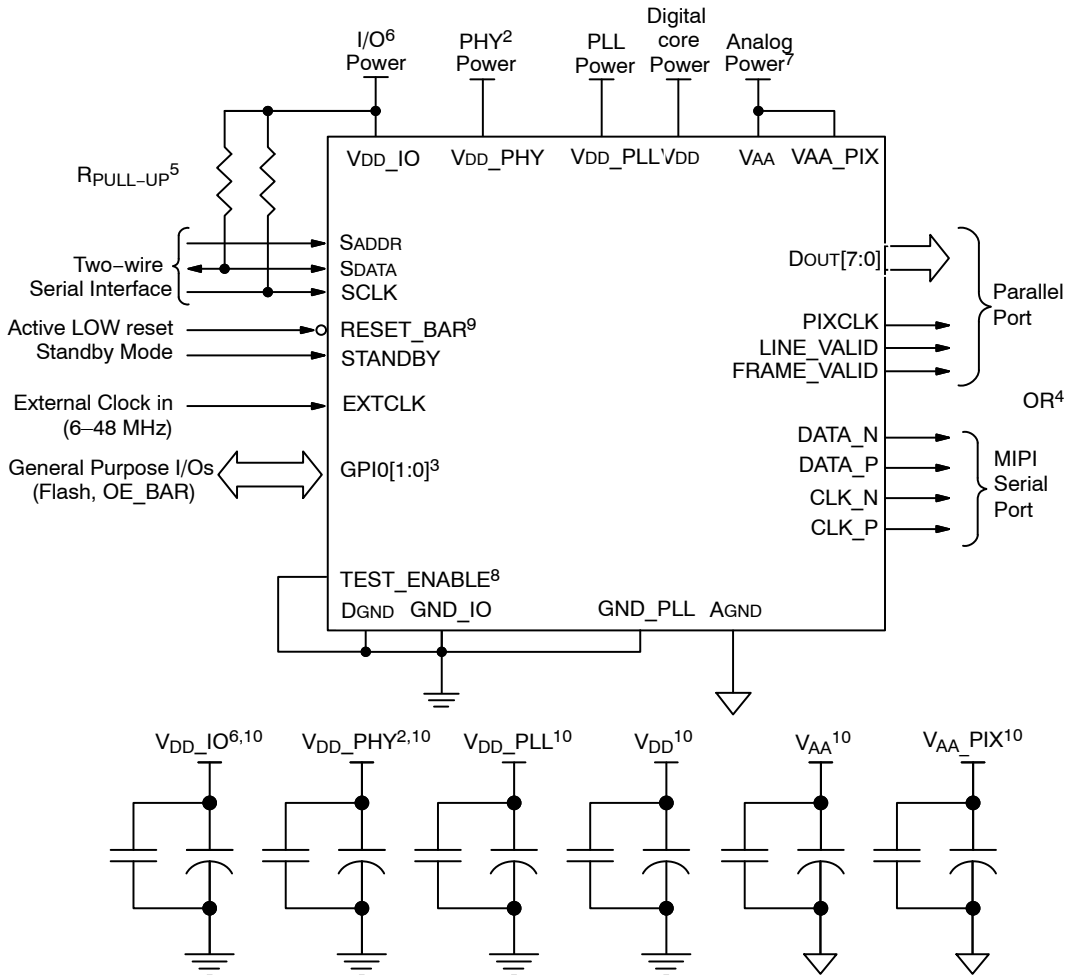 I/O6
Power
PHY2
Power
PLL
Power
Digital
core
Power
Analog
Power7
VDD_IO
VDD_PHY
VDD_PLL
VDD
VAA
VAA_PIX
RPULL–UP5
Two–wire
Serial Interface
SADDR
SDATA
SCLK
Active LOW reset
RESET_BAR9
Standby Mode
STANDBY
External Clock in
(6–48 MHz)
EXTCLK
General Purpose I/Os
(Flash, OE_BAR)
GPI0[1:0]3
DOUT[7:0]
PIXCLK
LINE_VALID
FRAME_VALID
Parallel
Port
OR4
DATA_N
DATA_P
CLK_N
CLK_P
MIPI
Serial
Port
TEST_ENABLE8
DGND
GND_IO
GND_PLL
AGND
VDD_IO6,10
VDD_PHY2,10
VDD_PLL10
VDD10
VAA10
VAA_PIX10